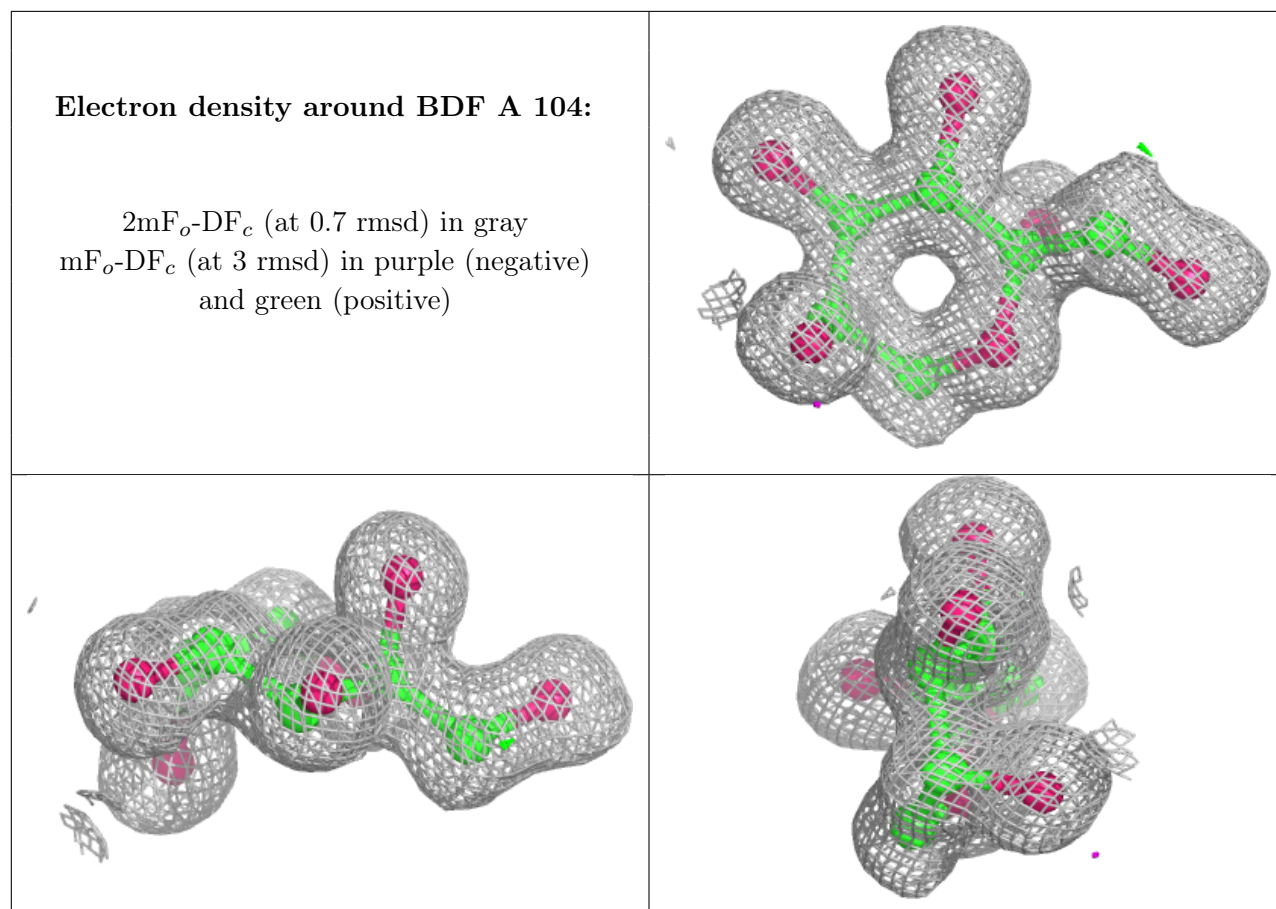 Electron density around BDF A 104:
2mFo-DFc (at 0.7 rmsd) in gray
mFo-DFc (at 3 rmsd) in purple (negative)
and green (positive)